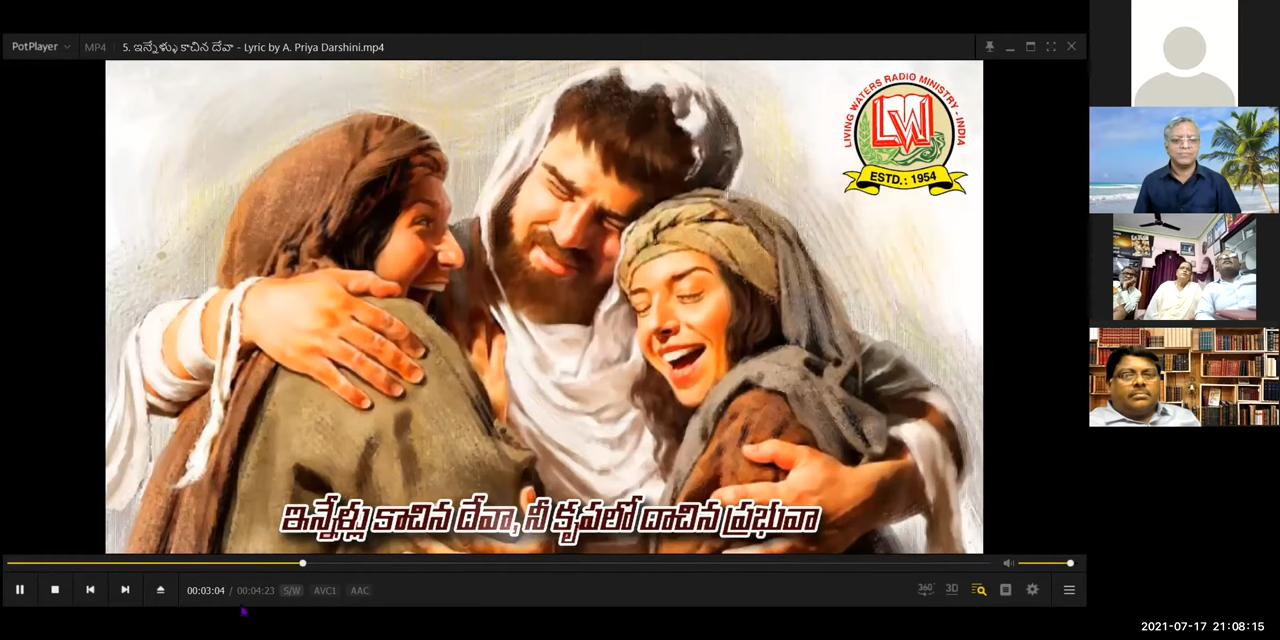 PotPlayer
MP4
5. ఇన్నేళ్ళు కాచిన దేవా - Lyric by A. Priya Darshini.mp4
LIVING WATERS RADIO MINISTRY - INDIA
LW
ESTD.: 1954
ఇన్నేళ్లు కాచిన దేవా, నీ కృపలో దాచిన ప్రభువా
00:03:04 / 00:04:23 S/W AVC1 AAC
360° 3D
2021-07-17 21:08:15